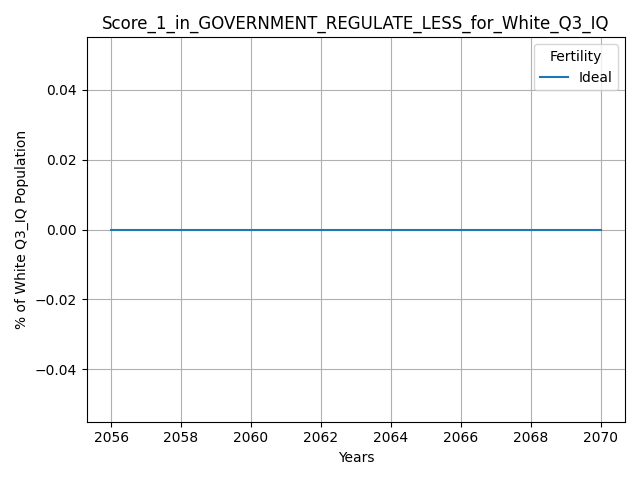 Score_1_in_GOVERNMENT_REGULATE_LESS_for_White_Q3_IQ
Fertility
Ideal
0.04
0.02
0.00
−0.02
−0.04
% of White Q3_IQ Population
2056 2058 2060 2062 2064 2066 2068 2070
Years